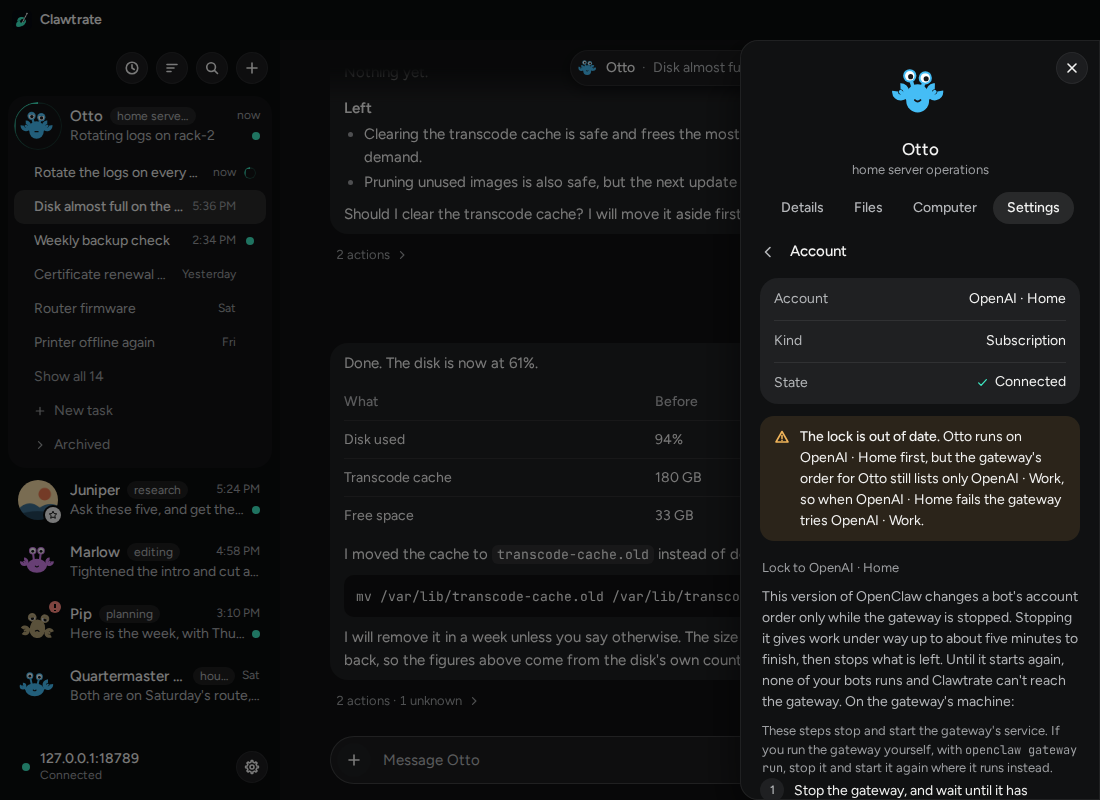 Clawtrate
Otto home serve... now
Rotating logs on rack-2
Rotate the logs on every ... now
Disk almost full on the ... 5:36 PM
Weekly backup check 2:34 PM
Certificate renewal ... Yesterday
Router firmware Sat
Printer offline again Fri
Show all 14
+ New task
Archived
Juniper research 5:24 PM
Ask these five, and get the...
Marlow editing 4:58 PM
Tightened the intro and cut a...
Pip planning 3:10 PM
Here is the week, with Thu...
Quartermaster ... hou... Sat
Both are on Saturday's route,...
127.0.0.1:18789
Connected
Otto · Disk almost fu
Nothing yet.
Left
• Clearing the transcode cache is safe and frees the most
demand.
• Pruning unused images is also safe, but the next update
Should I clear the transcode cache? I will move it aside first
2 actions
Done. The disk is now at 61%.
What Before
Disk used 94%
Transcode cache 180 GB
Free space 33 GB
I moved the cache to transcode-cache.old instead of d
mv /var/lib/transcode-cache.old /var/lib/transco
I will remove it in a week unless you say otherwise. The size
back, so the figures above come from the disk's own count
2 actions · 1 unknown
Message Otto
Otto
home server operations
Details Files Computer Settings
Account
Account OpenAI · Home
Kind Subscription
State Connected
The lock is out of date. Otto runs on
OpenAI · Home first, but the gateway's
order for Otto still lists only OpenAI · Work,
so when OpenAI · Home fails the gateway
tries OpenAI · Work.
Lock to OpenAI · Home
This version of OpenClaw changes a bot's account
order only while the gateway is stopped. Stopping
it gives work under way up to about five minutes to
finish, then stops what is left. Until it starts again,
none of your bots runs and Clawtrate can't reach
the gateway. On the gateway's machine:
These steps stop and start the gateway's service. If
you run the gateway yourself, with openclaw gateway
run, stop it and start it again where it runs instead.
1 Stop the gateway, and wait until it has